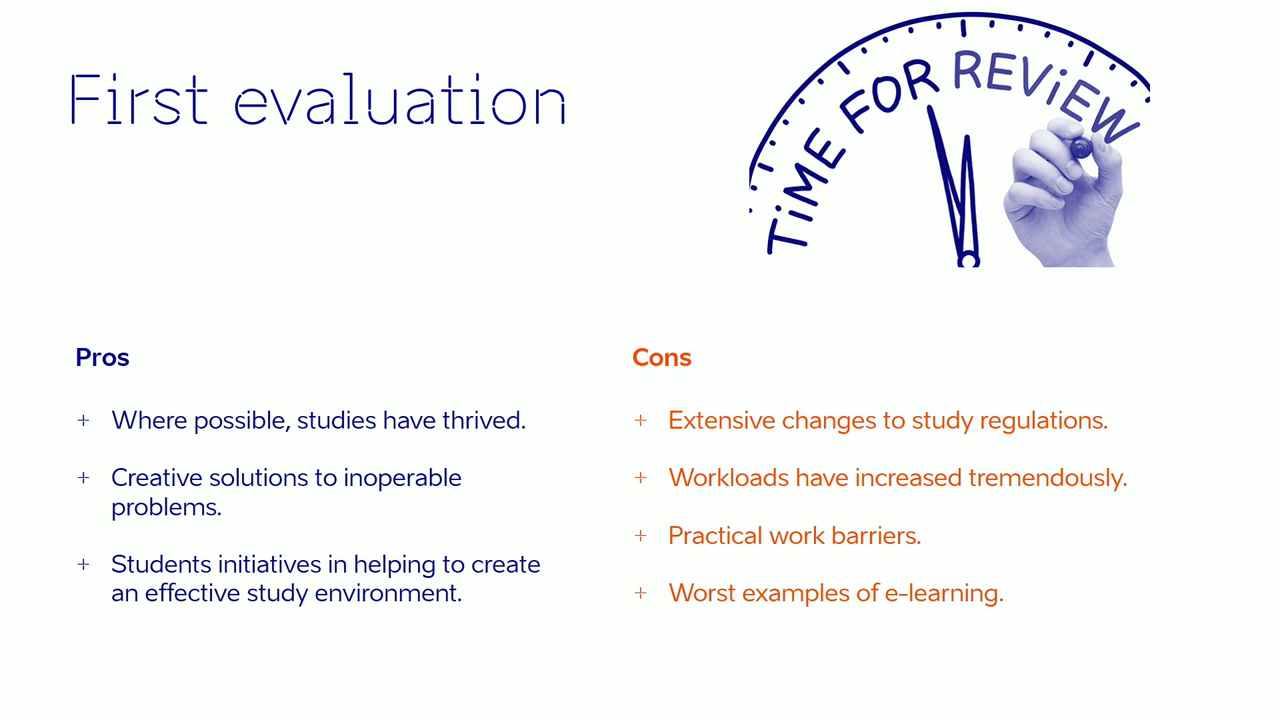 First evaluation
TiME FOR REViEW
Pros
+ Where possible, studies have thrived.
+ Creative solutions to inoperable
problems.
+ Students initiatives in helping to create
an effective study environment.
Cons
+ Extensive changes to study regulations.
+ Workloads have increased tremendously.
+ Practical work barriers.
+ Worst examples of e-learning.